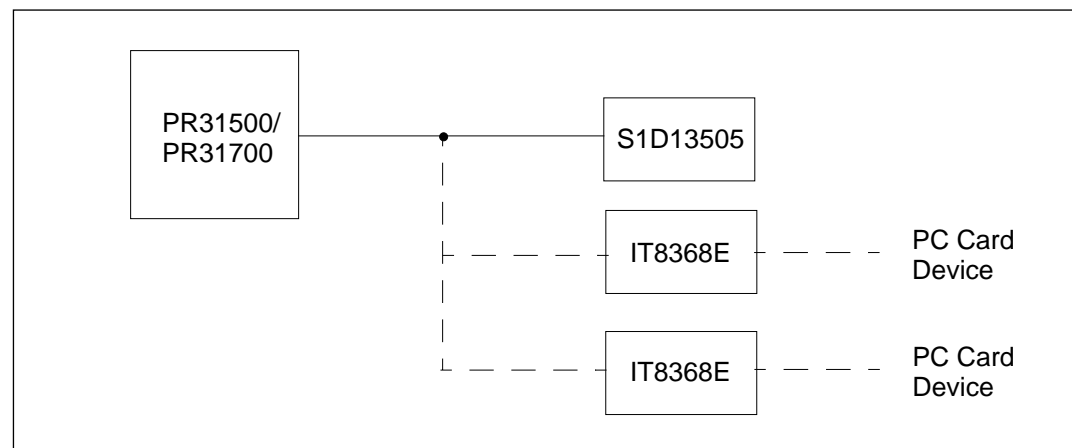 PR31500/
PR31700
S1D13505
IT8368E
PC Card
Device
IT8368E
PC Card
Device